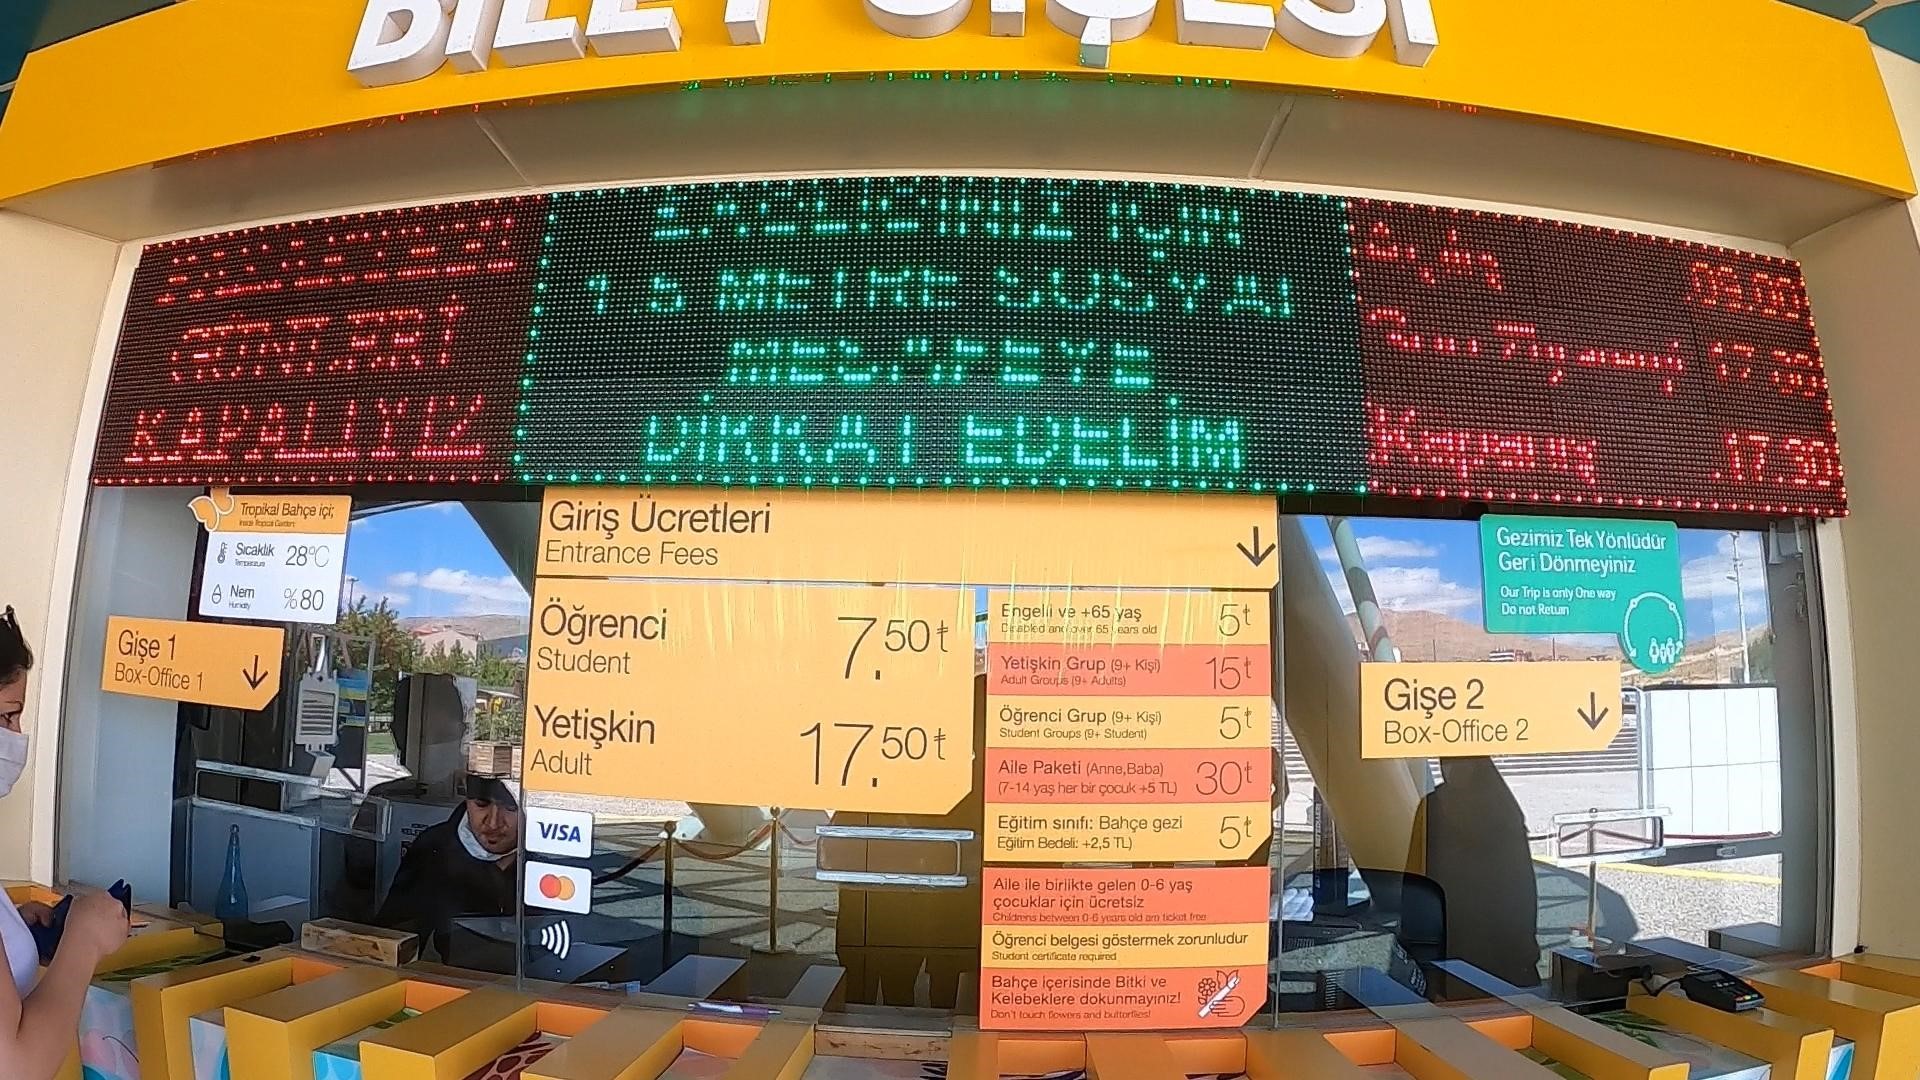 BİLET GİŞESİ
GÜNLERİ
KAPALIYIZ
İÇİN
1.5 METRE SOSYAL
MESAFEYE
DİKKAT EDELİM
Açılış 09.00
17.00
Kapanış 17.30
Tropikal Bahçe içi;
Inside Tropical Garden;
Sıcaklık 28°C
Temperature
Nem %80
Humidity
Gişe 1
Box-Office 1
Giriş Ücretleri
Entrance Fees
Öğrenci 7.50₺
Student
Yetişkin 17.50₺
Adult
VISA
Engelli ve +65 yaş 5₺
Disabled and over 65 years old
Yetişkin Grup (9+ Kişi) 15₺
Adult Groups (9+ Adults)
Öğrenci Grup (9+ Kişi) 5₺
Student Groups (9+ Student)
Aile Paketi (Anne,Baba) 30₺
(7-14 yaş her bir çocuk +5 TL)
Eğitim sınıfı: Bahçe gezi 5₺
Eğitim Bedeli: +2,5 TL)
Aile ile birlikte gelen 0-6 yaş
çocuklar için ücretsiz
Childrens between 0-6 years old are ticket free
Öğrenci belgesi göstermek zorunludur
Student certificate required
Bahçe içerisinde Bitki ve
Kelebeklere dokunmayınız!
Don't touch flowers and butterflies!
Gezimiz Tek Yönlüdür
Geri Dönmeyiniz
Our Trip is only One way
Do not Return
Gişe 2
Box-Office 2